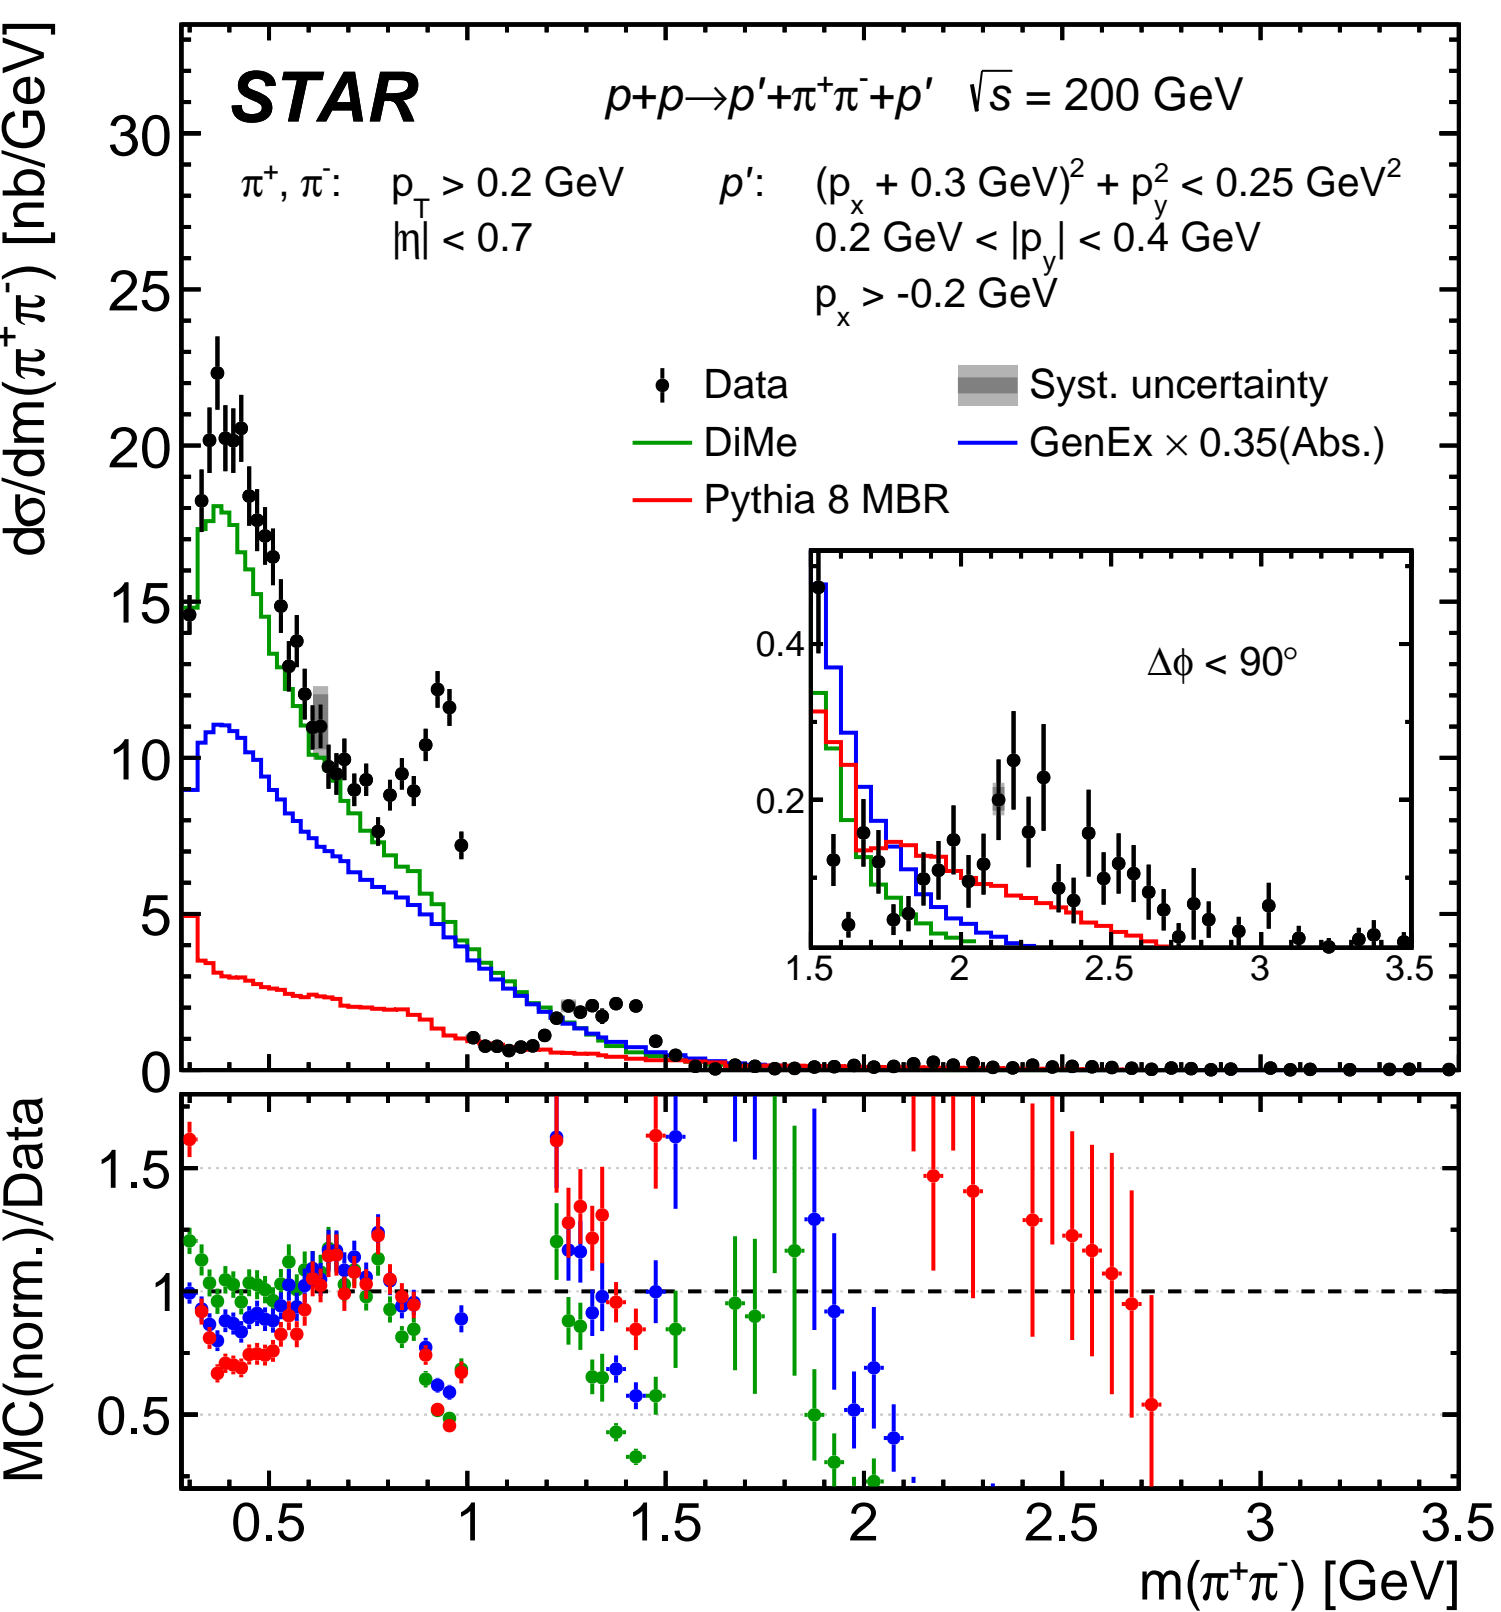 STAR p+p→p′+π⁺π⁻+p′ √s = 200 GeV
π⁺, π⁻: p_T > 0.2 GeV p′: (p_x + 0.3 GeV)² + p_y² < 0.25 GeV²
|η| < 0.7 0.2 GeV < |p_y| < 0.4 GeV
p_x > -0.2 GeV
Data Syst. uncertainty
DiMe GenEx × 0.35(Abs.)
Pythia 8 MBR
dσ/dm(π⁺π⁻) [nb/GeV]
30
25
20
15
10
5
0
Δϕ < 90°
0.4
0.2
1.5 2 2.5 3 3.5
MC(norm.)/Data
1.5
1
0.5
0.5 1 1.5 2 2.5 3 3.5
m(π⁺π⁻) [GeV]